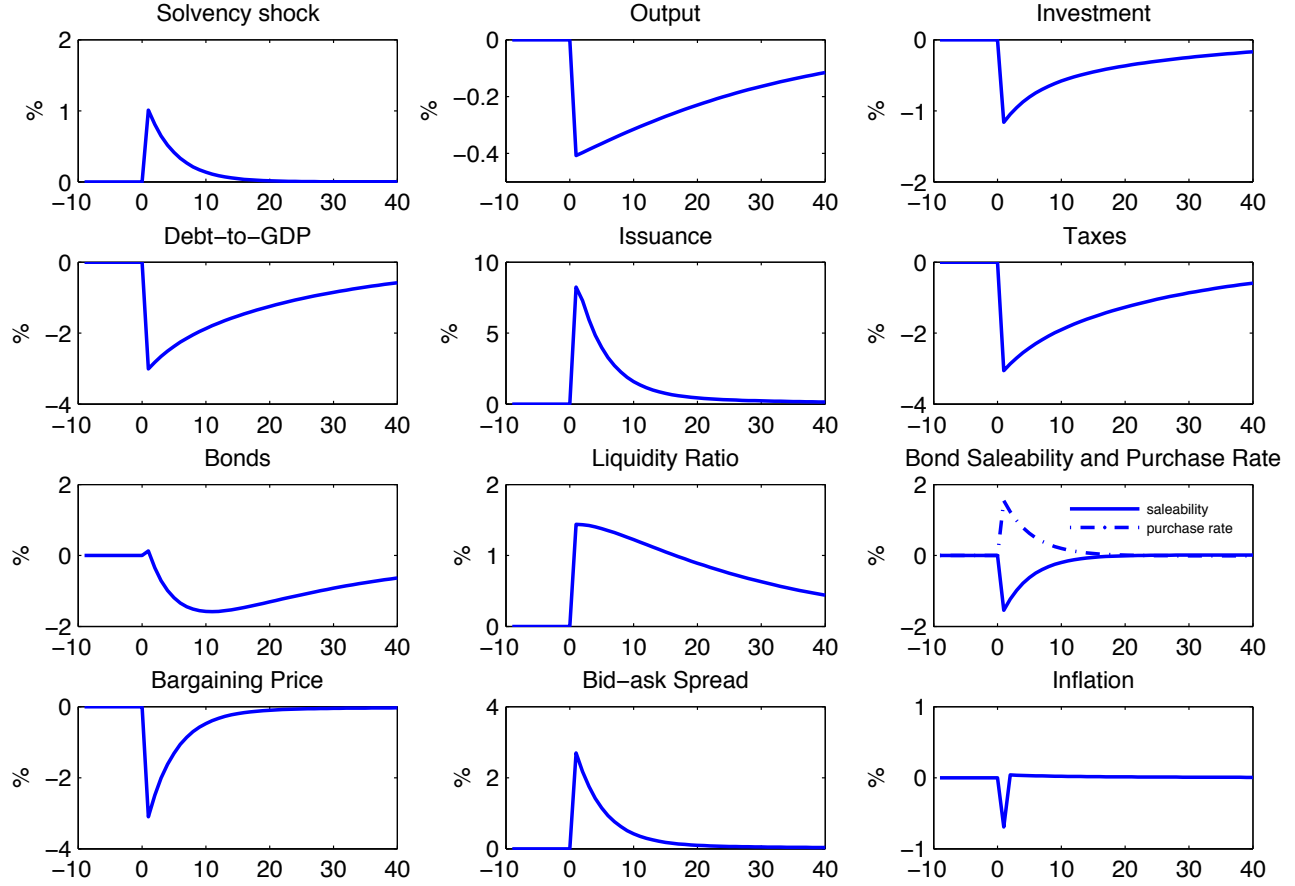 Solvency shock
Output
Investment
2
1
0
%
−10 0 10 20 30 40
0
−0.2
−0.4
%
−10 0 10 20 30 40
0
−1
−2
%
−10 0 10 20 30 40
Debt−to−GDP
Issuance
Taxes
0
−2
−4
%
−10 0 10 20 30 40
10
5
0
%
−10 0 10 20 30 40
0
−2
−4
%
−10 0 10 20 30 40
Bonds
Liquidity Ratio
Bond Saleability and Purchase Rate
2
0
−2
%
−10 0 10 20 30 40
2
1
0
%
−10 0 10 20 30 40
2
0
−2
%
saleability
purchase rate
−10 0 10 20 30 40
Bargaining Price
Bid−ask Spread
Inflation
0
−2
−4
%
−10 0 10 20 30 40
4
2
0
%
−10 0 10 20 30 40
1
0
−1
%
−10 0 10 20 30 40